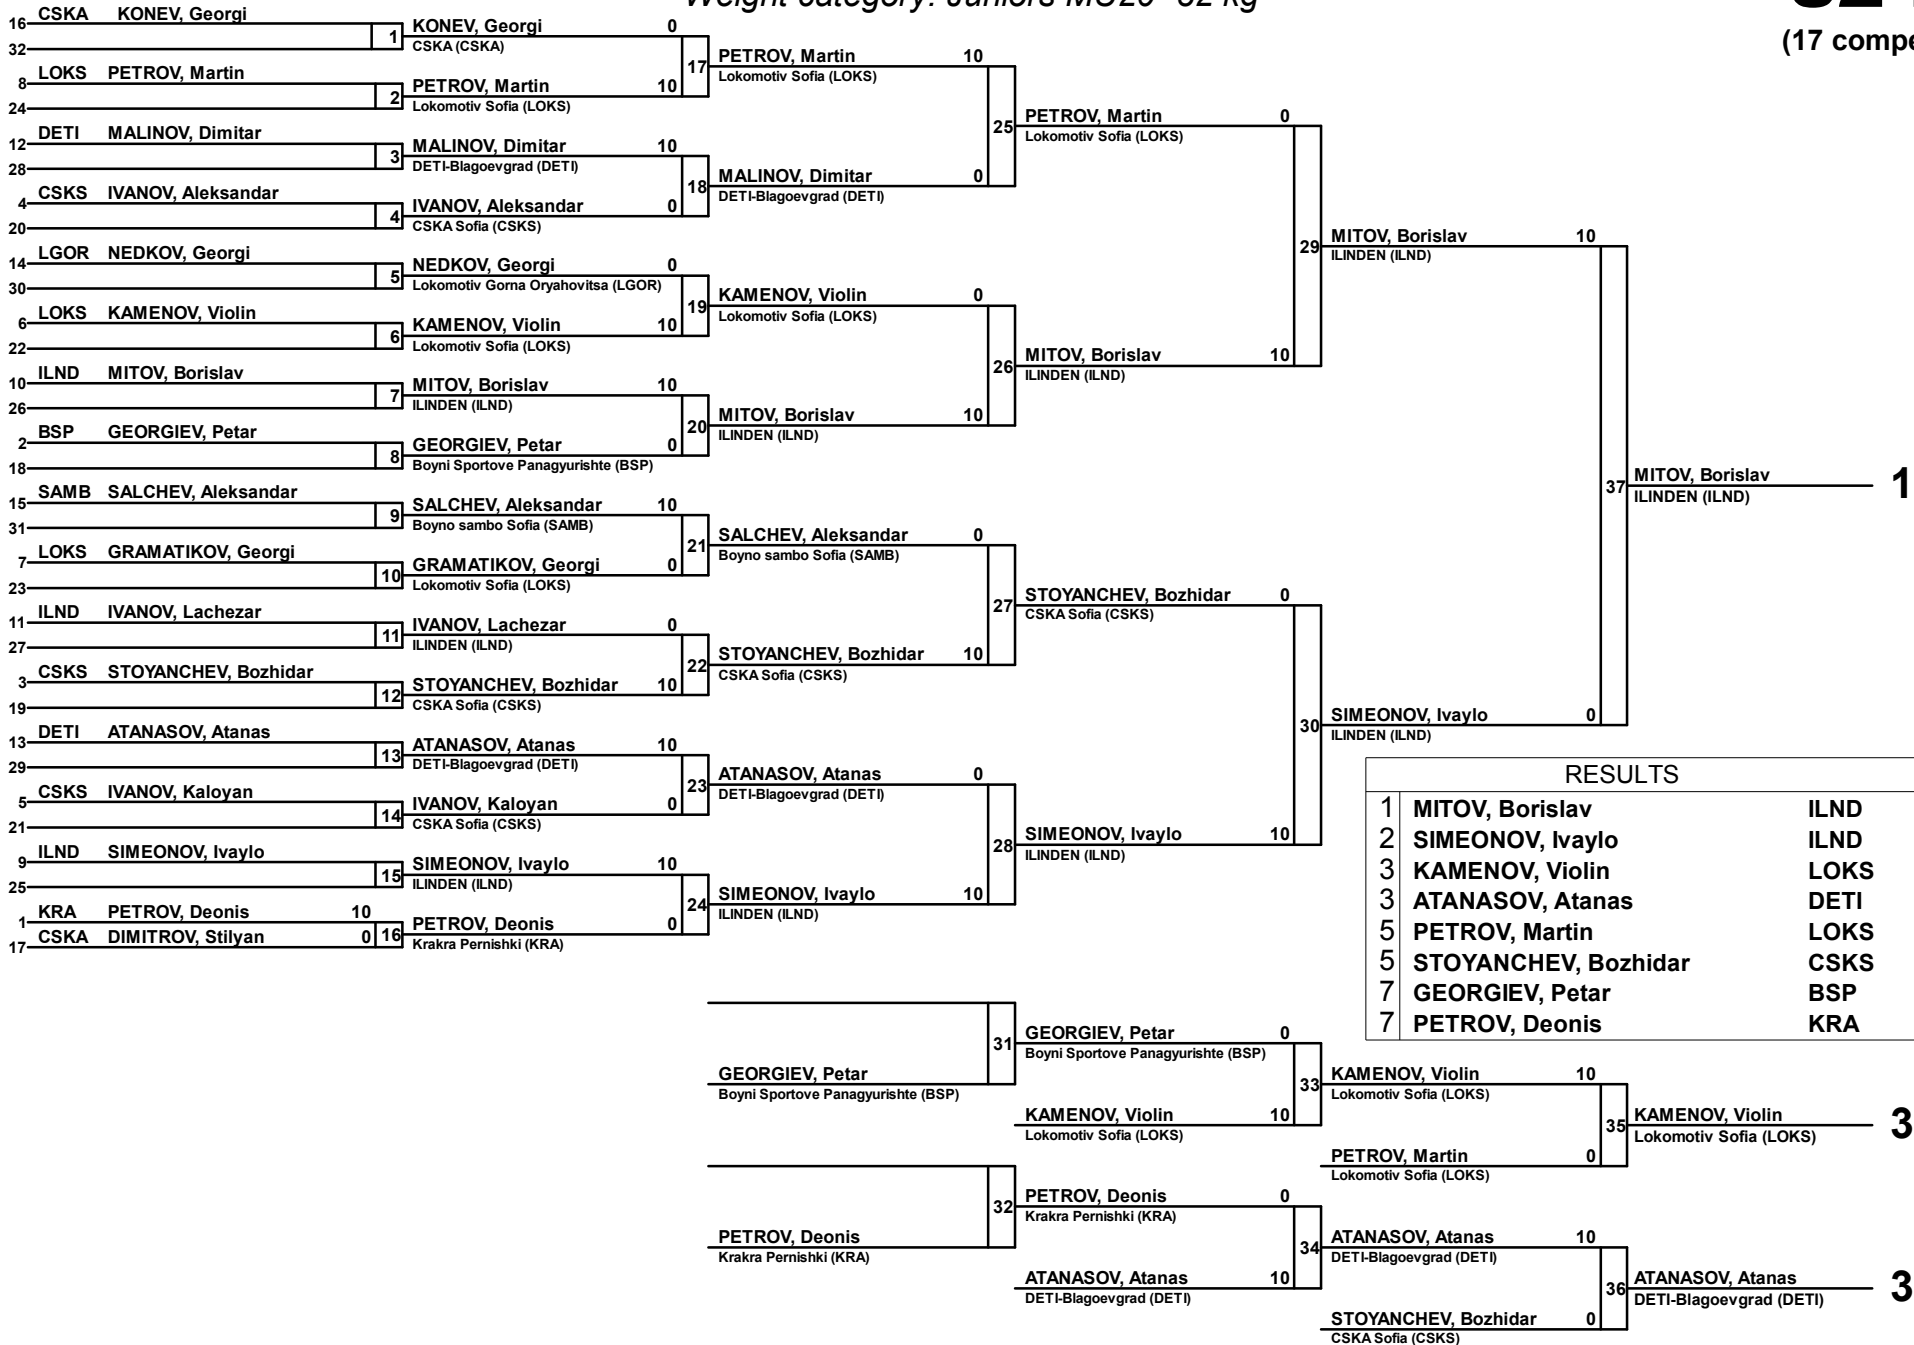 Weight category: Juniors MU20 -82 kg
(17 compe
16 CSKA KONEV, Georgi
32
1
8 LOKS PETROV, Martin
24
2
12 DETI MALINOV, Dimitar
28
3
4 CSKS IVANOV, Aleksandar
20
4
14 LGOR NEDKOV, Georgi
30
5
6 LOKS KAMENOV, Violin
22
6
10 ILND MITOV, Borislav
26
7
2 BSP GEORGIEV, Petar
18
8
15 SAMB SALCHEV, Aleksandar
31
9
7 LOKS GRAMATIKOV, Georgi
23
10
11 ILND IVANOV, Lachezar
27
11
3 CSKS STOYANCHEV, Bozhidar
19
12
13 DETI ATANASOV, Atanas
29
13
5 CSKS IVANOV, Kaloyan
21
14
9 ILND SIMEONOV, Ivaylo
25
15
1 KRA PETROV, Deonis 10
17 CSKA DIMITROV, Stilyan 0
16
KONEV, Georgi 0
CSKA (CSKA)
17
PETROV, Martin 10
Lokomotiv Sofia (LOKS)
MALINOV, Dimitar 10
DETI-Blagoevgrad (DETI)
18
IVANOV, Aleksandar 0
CSKA Sofia (CSKS)
NEDKOV, Georgi 0
Lokomotiv Gorna Oryahovitsa (LGOR)
19
KAMENOV, Violin 10
Lokomotiv Sofia (LOKS)
MITOV, Borislav 10
ILINDEN (ILND)
20
GEORGIEV, Petar 0
Boyni Sportove Panagyurishte (BSP)
SALCHEV, Aleksandar 10
Boyno sambo Sofia (SAMB)
21
GRAMATIKOV, Georgi 0
Lokomotiv Sofia (LOKS)
IVANOV, Lachezar 0
ILINDEN (ILND)
22
STOYANCHEV, Bozhidar 10
CSKA Sofia (CSKS)
ATANASOV, Atanas 10
DETI-Blagoevgrad (DETI)
23
IVANOV, Kaloyan 0
CSKA Sofia (CSKS)
SIMEONOV, Ivaylo 10
ILINDEN (ILND)
24
PETROV, Deonis 0
Krakra Pernishki (KRA)
PETROV, Martin 10
Lokomotiv Sofia (LOKS)
25
MALINOV, Dimitar 0
DETI-Blagoevgrad (DETI)
KAMENOV, Violin 0
Lokomotiv Sofia (LOKS)
26
MITOV, Borislav 10
ILINDEN (ILND)
SALCHEV, Aleksandar 0
Boyno sambo Sofia (SAMB)
27
STOYANCHEV, Bozhidar 10
CSKA Sofia (CSKS)
ATANASOV, Atanas 0
DETI-Blagoevgrad (DETI)
28
SIMEONOV, Ivaylo 10
ILINDEN (ILND)
PETROV, Martin 0
Lokomotiv Sofia (LOKS)
29
MITOV, Borislav 10
ILINDEN (ILND)
STOYANCHEV, Bozhidar 0
CSKA Sofia (CSKS)
30
SIMEONOV, Ivaylo 10
ILINDEN (ILND)
MITOV, Borislav 10
ILINDEN (ILND)
37
SIMEONOV, Ivaylo 0
ILINDEN (ILND)
MITOV, Borislav 1
ILINDEN (ILND)
RESULTS
1 MITOV, Borislav ILND
2 SIMEONOV, Ivaylo ILND
3 KAMENOV, Violin LOKS
3 ATANASOV, Atanas DETI
5 PETROV, Martin LOKS
5 STOYANCHEV, Bozhidar CSKS
7 GEORGIEV, Petar BSP
7 PETROV, Deonis KRA
31
GEORGIEV, Petar
Boyni Sportove Panagyurishte (BSP)
GEORGIEV, Petar 0
Boyni Sportove Panagyurishte (BSP)
33
KAMENOV, Violin 10
Lokomotiv Sofia (LOKS)
KAMENOV, Violin 10
Lokomotiv Sofia (LOKS)
35
PETROV, Martin 0
Lokomotiv Sofia (LOKS)
KAMENOV, Violin 3
Lokomotiv Sofia (LOKS)
32
PETROV, Deonis
Krakra Pernishki (KRA)
PETROV, Deonis 0
Krakra Pernishki (KRA)
34
ATANASOV, Atanas 10
DETI-Blagoevgrad (DETI)
ATANASOV, Atanas 10
DETI-Blagoevgrad (DETI)
36
STOYANCHEV, Bozhidar 0
CSKA Sofia (CSKS)
ATANASOV, Atanas 3
DETI-Blagoevgrad (DETI)